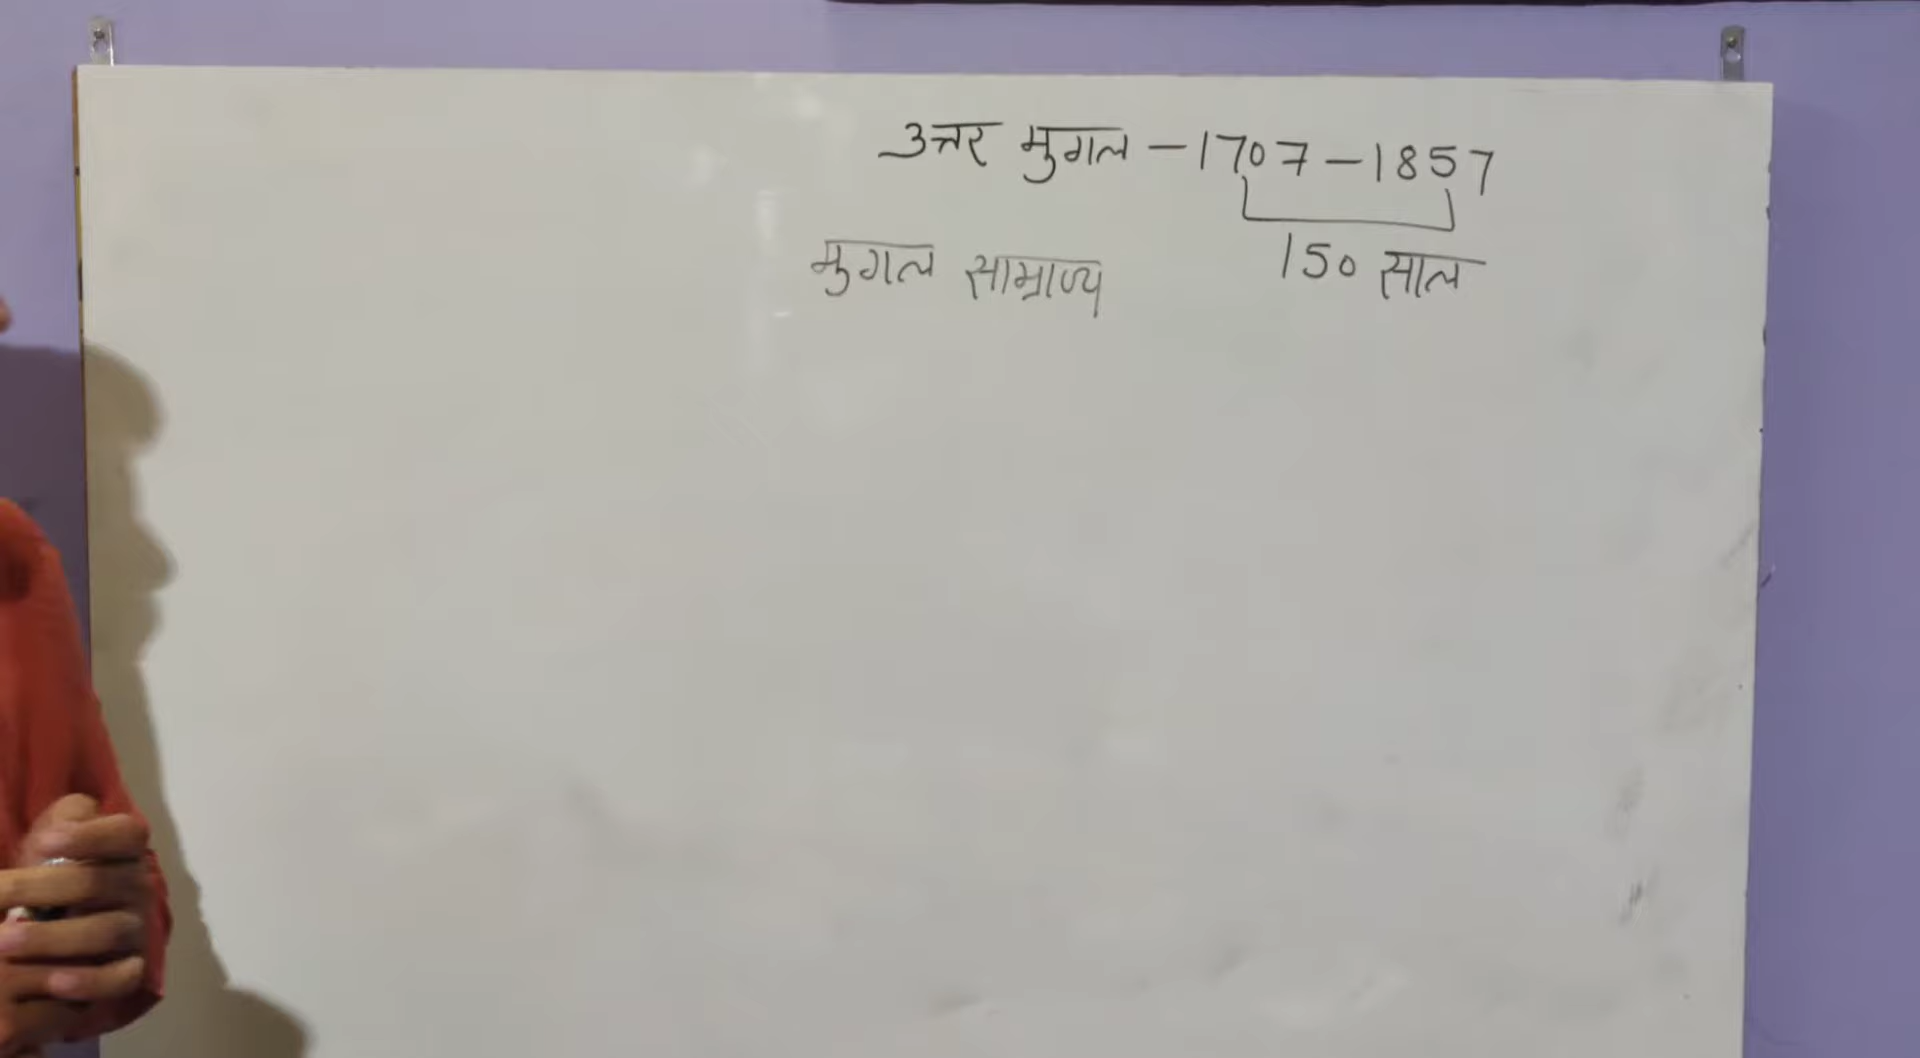 उत्तर मुगल - 1707 - 1857
150 साल
मुगल साम्राज्य